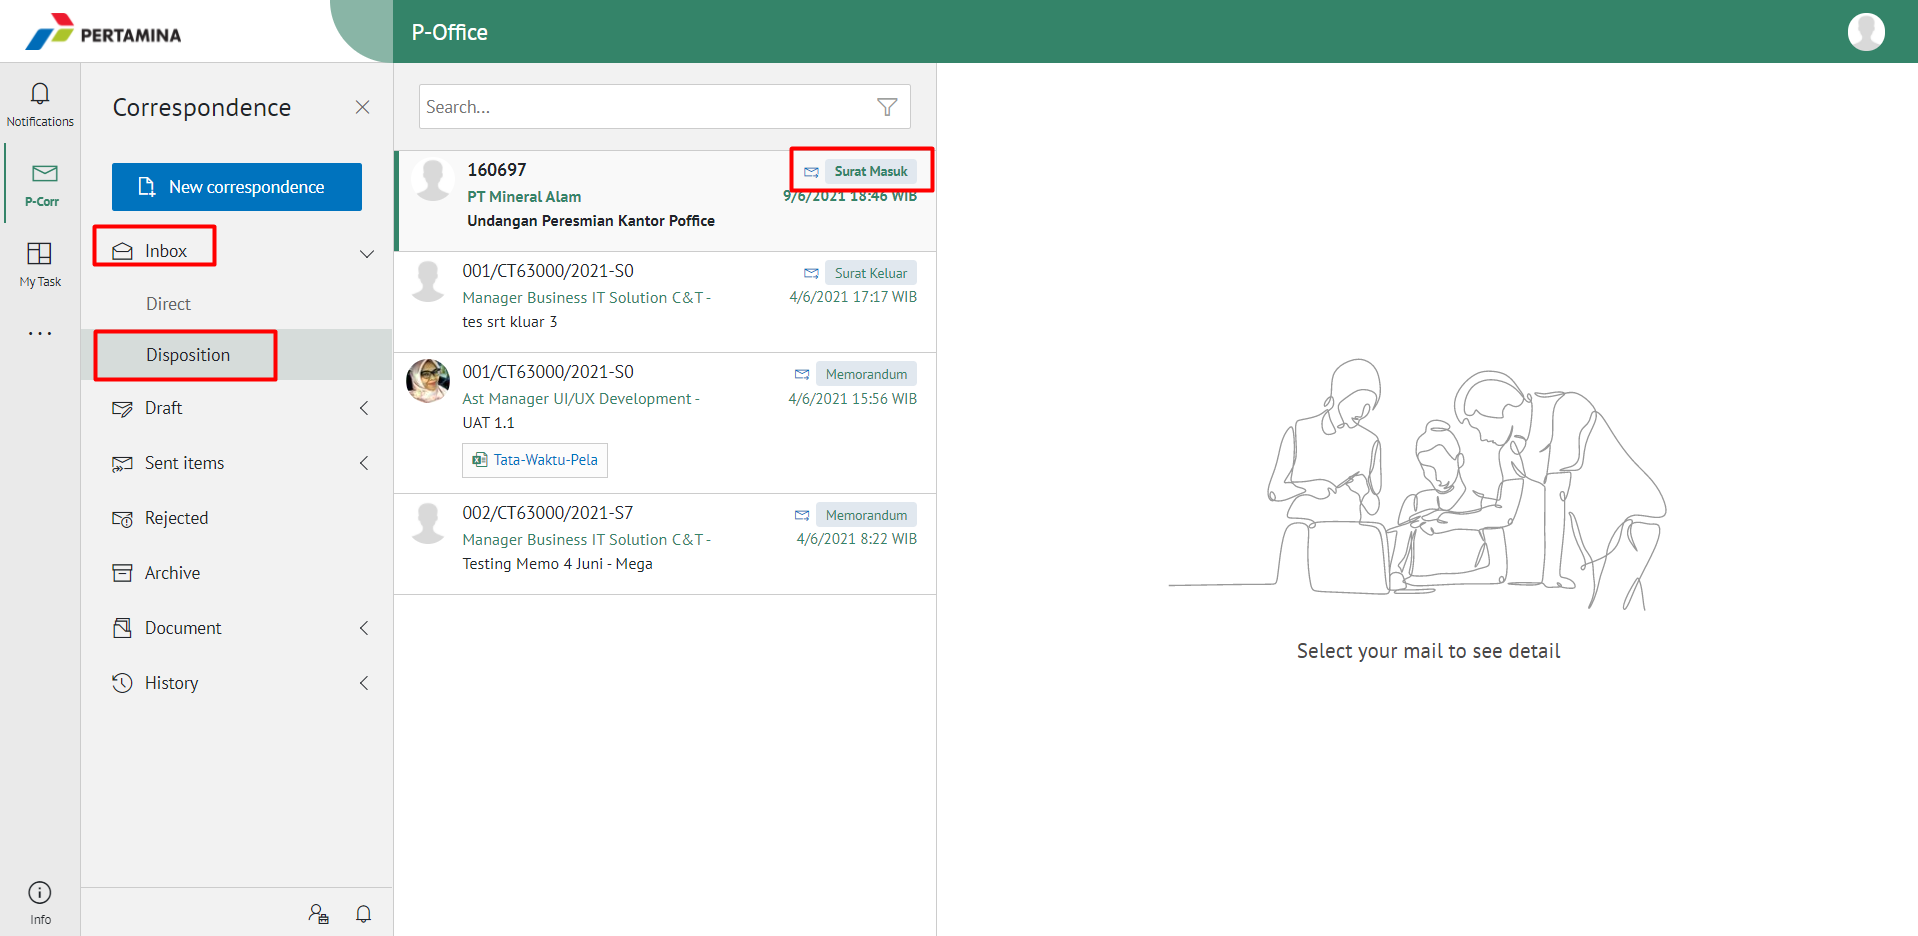 PERTAMINA
P-Office
Notifications
P-Corr
My Task
Info
Correspondence
New correspondence
Inbox
Direct
Disposition
Draft
Sent items
Rejected
Archive
Document
History
Search...
160697
Surat Masuk
PT Mineral Alam
9/6/2021 18:46 WIB
Undangan Peresmian Kantor Poffice
001/CT63000/2021-S0
Surat Keluar
Manager Business IT Solution C&T -
4/6/2021 17:17 WIB
tes srt kluar 3
001/CT63000/2021-S0
Memorandum
Ast Manager UI/UX Development -
4/6/2021 15:56 WIB
UAT 1.1
Tata-Waktu-Pela
002/CT63000/2021-S7
Memorandum
Manager Business IT Solution C&T -
4/6/2021 8:22 WIB
Testing Memo 4 Juni - Mega
Select your mail to see detail